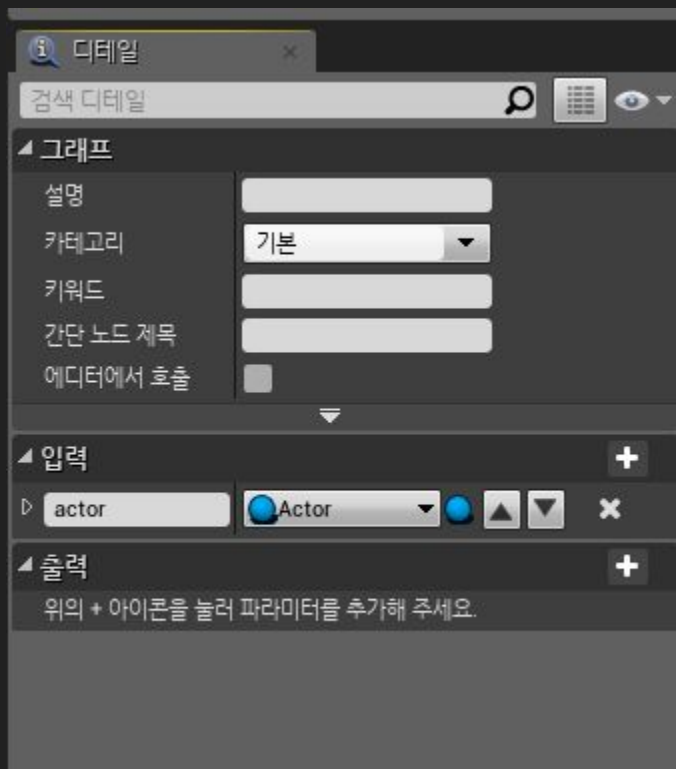 디테일
검색 디테일
그래프
설명
카테고리 기본
키워드
간단 노드 제목
에디터에서 호출
입력
actor Actor
출력
위의 + 아이콘을 눌러 파라미터를 추가해 주세요.